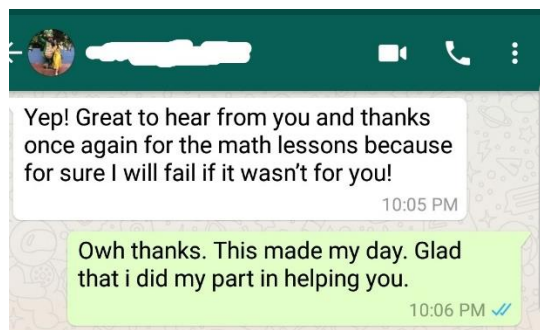 Yep! Great to hear from you and thanks
once again for the math lessons because
for sure I will fail if it wasn't for you!
10:05 PM
Owh thanks. This made my day. Glad
that i did my part in helping you.
10:06 PM